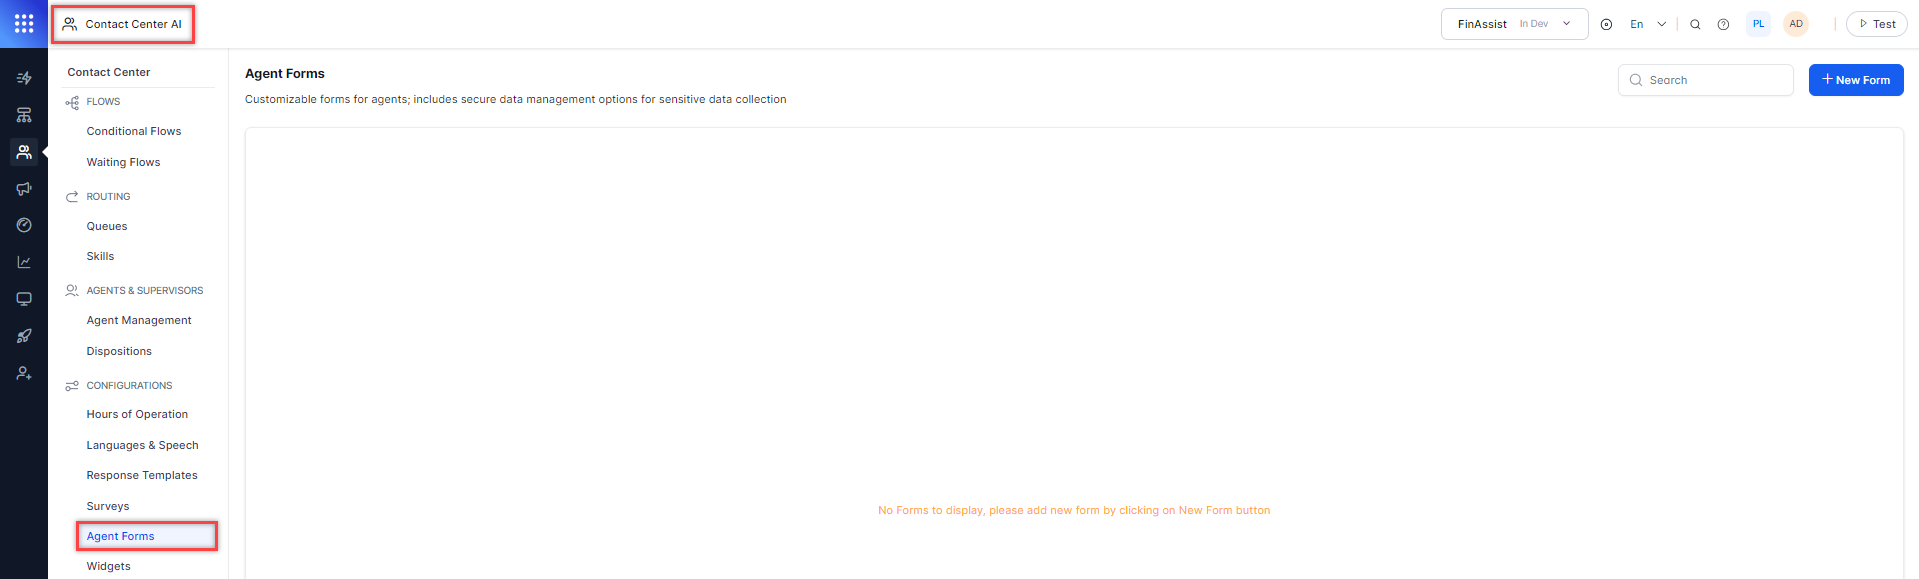 Contact Center AI
FinAssist In Dev
En
PL
AD
Test
Contact Center
FLOWS
Conditional Flows
Waiting Flows
ROUTING
Queues
Skills
AGENTS & SUPERVISORS
Agent Management
Dispositions
CONFIGURATIONS
Hours of Operation
Languages & Speech
Response Templates
Surveys
Agent Forms
Widgets
Agent Forms
Customizable forms for agents; includes secure data management options for sensitive data collection
Search
+ New Form
No Forms to display, please add new form by clicking on New Form button